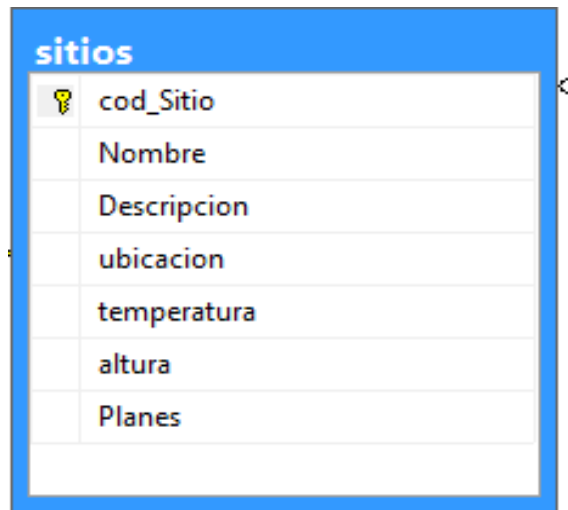 sitios
cod_Sitio
Nombre
Descripcion
ubicacion
temperatura
altura
Planes